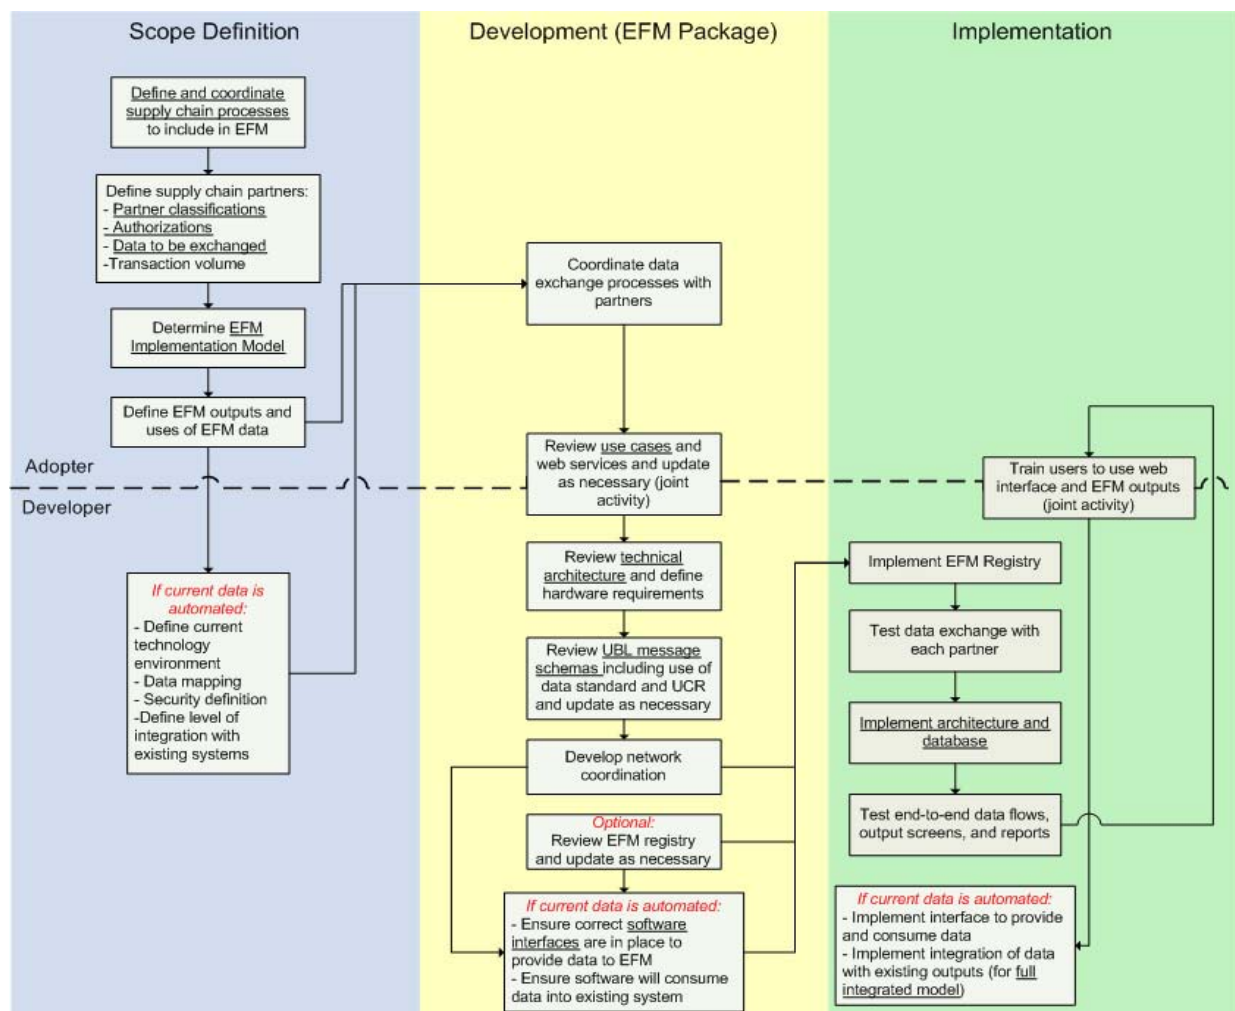 Scope Definition
Define and coordinate
supply chain processes
to include in EFM
Define supply chain partners:
- Partner classifications
- Authorizations
- Data to be exchanged
-Transaction volume
Determine EFM
Implementation Model
Define EFM outputs and
uses of EFM data
Adopter
Developer
If current data is
automated:
- Define current
technology
environment
- Data mapping
- Security definition
-Define level of
integration with
existing systems
Development (EFM Package)
Coordinate data
exchange processes with
partners
Review use cases and
web services and update
as necessary (joint
activity)
Review technical
architecture and define
hardware requirements
Review UBL message
schemas including use of
data standard and UCR
and update as necessary
Develop network
coordination
Optional:
Review EFM registry
and update as necessary
If current data is automated:
- Ensure correct software
interfaces are in place to
provide data to EFM
- Ensure software will consume
data into existing system
Implementation
Train users to use web
interface and EFM outputs
(joint activity)
Implement EFM Registry
Test data exchange with
each partner
Implement architecture and
database
Test end-to-end data flows,
output screens, and reports
If current data is automated:
- Implement interface to provide
and consume data
- Implement integration of data
with existing outputs (for full
integrated model)